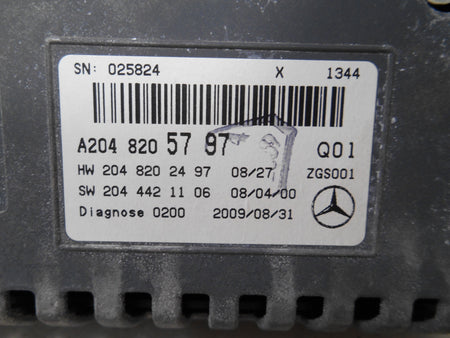 SN: 025824 X 1344
A204 820 57 97 Q01
HW 204 820 24 97 08/27 ZGS001
SW 204 442 11 06 08/04/00
Diagnose 0200 2009/08/31